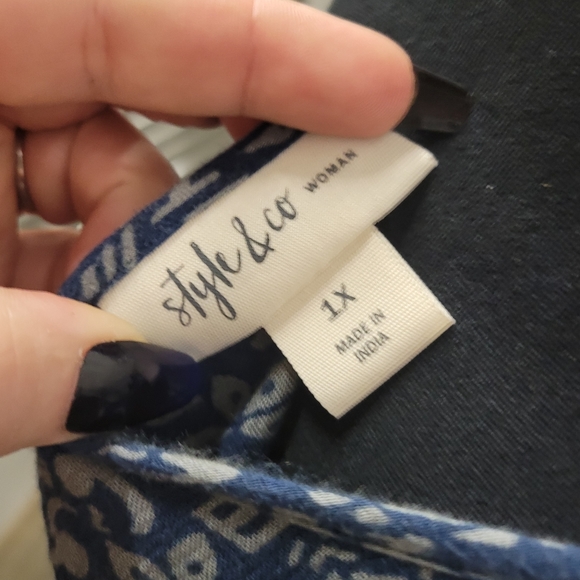 style & co WOMAN
1X
MADE IN
INDIA